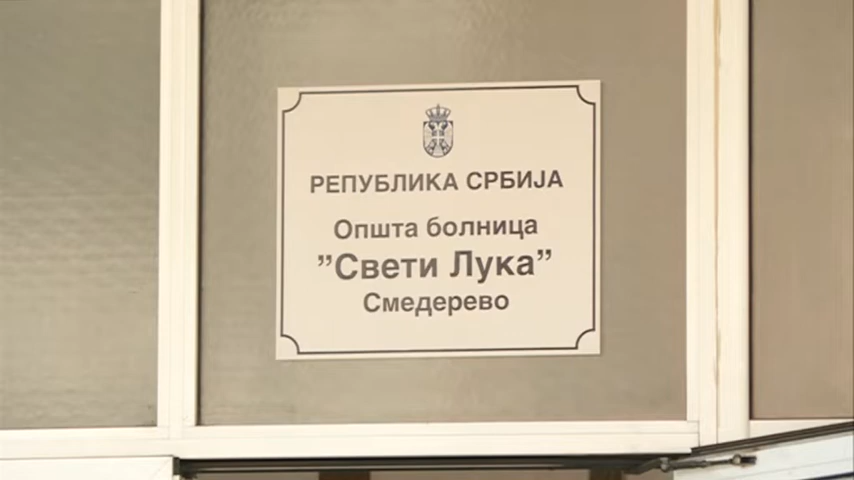 РЕПУБЛИКА СРБИЈА
Општа болница
”Свети Лука”
Смедерево